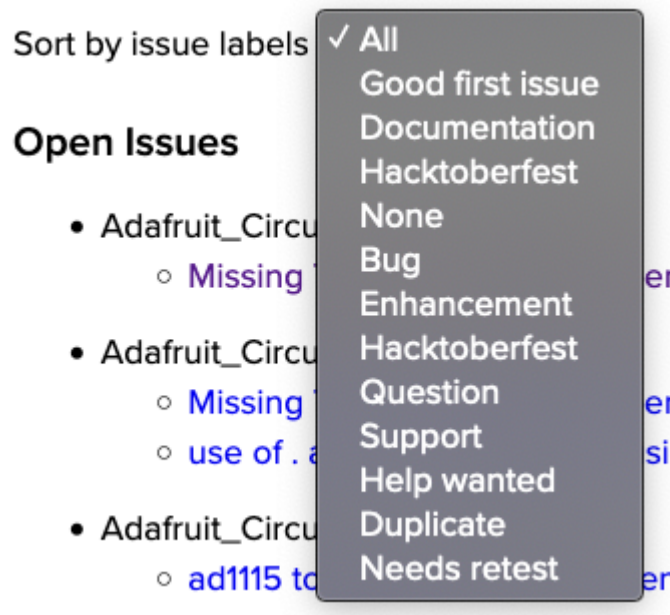 Sort by issue labels
✓ All
Good first issue
Documentation
Hacktoberfest
None
Bug
Enhancement
Hacktoberfest
Question
Support
Help wanted
Duplicate
Needs retest
Open Issues
Adafruit_Circu
Missing
Adafruit_Circu
Missing
use of .
Adafruit_Circu
ad1115 to